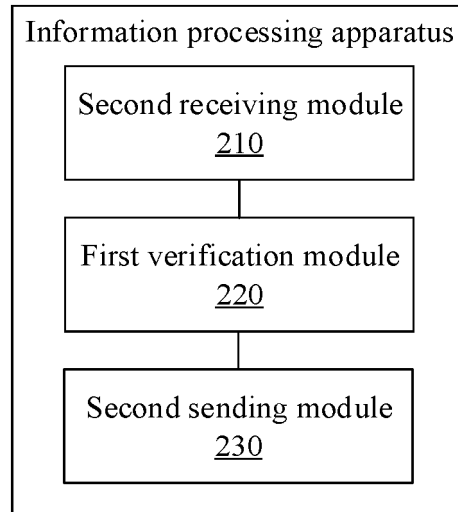 Information processing apparatus
Second receiving module
210
First verification module
220
Second sending module
230